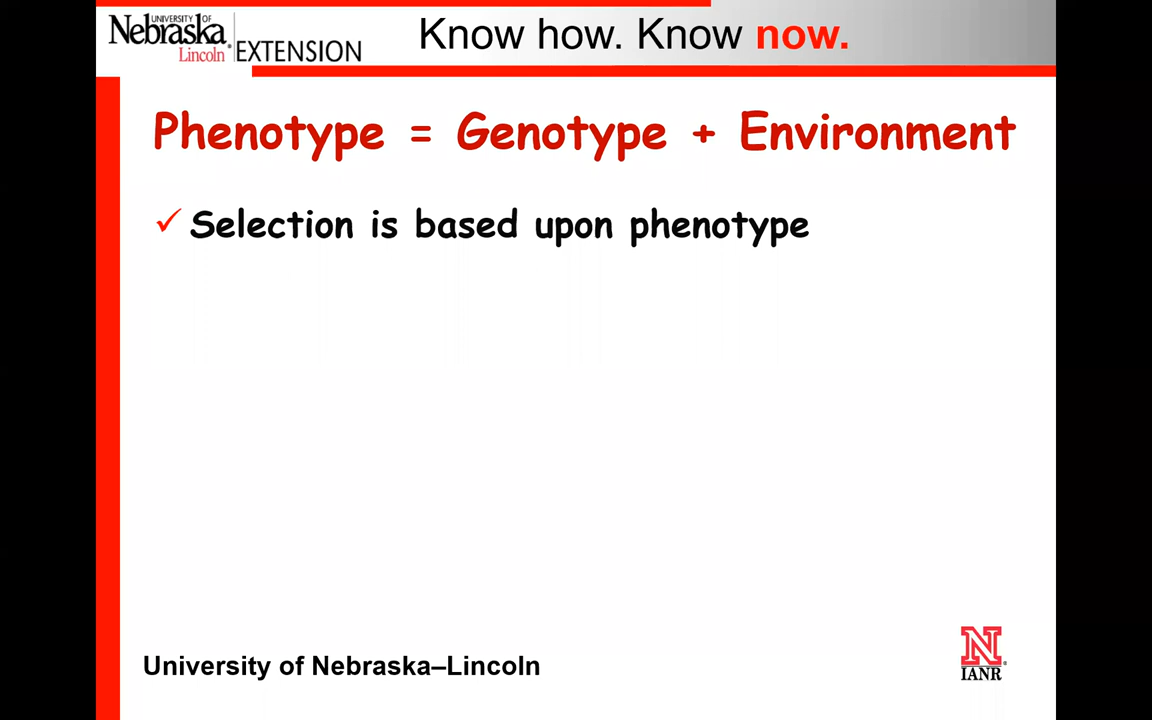 UNIVERSITY OF
Nebraska
Lincoln
EXTENSION
Know how. Know now.
Phenotype = Genotype + Environment
✓ Selection is based upon phenotype
University of Nebraska–Lincoln
N
IANR